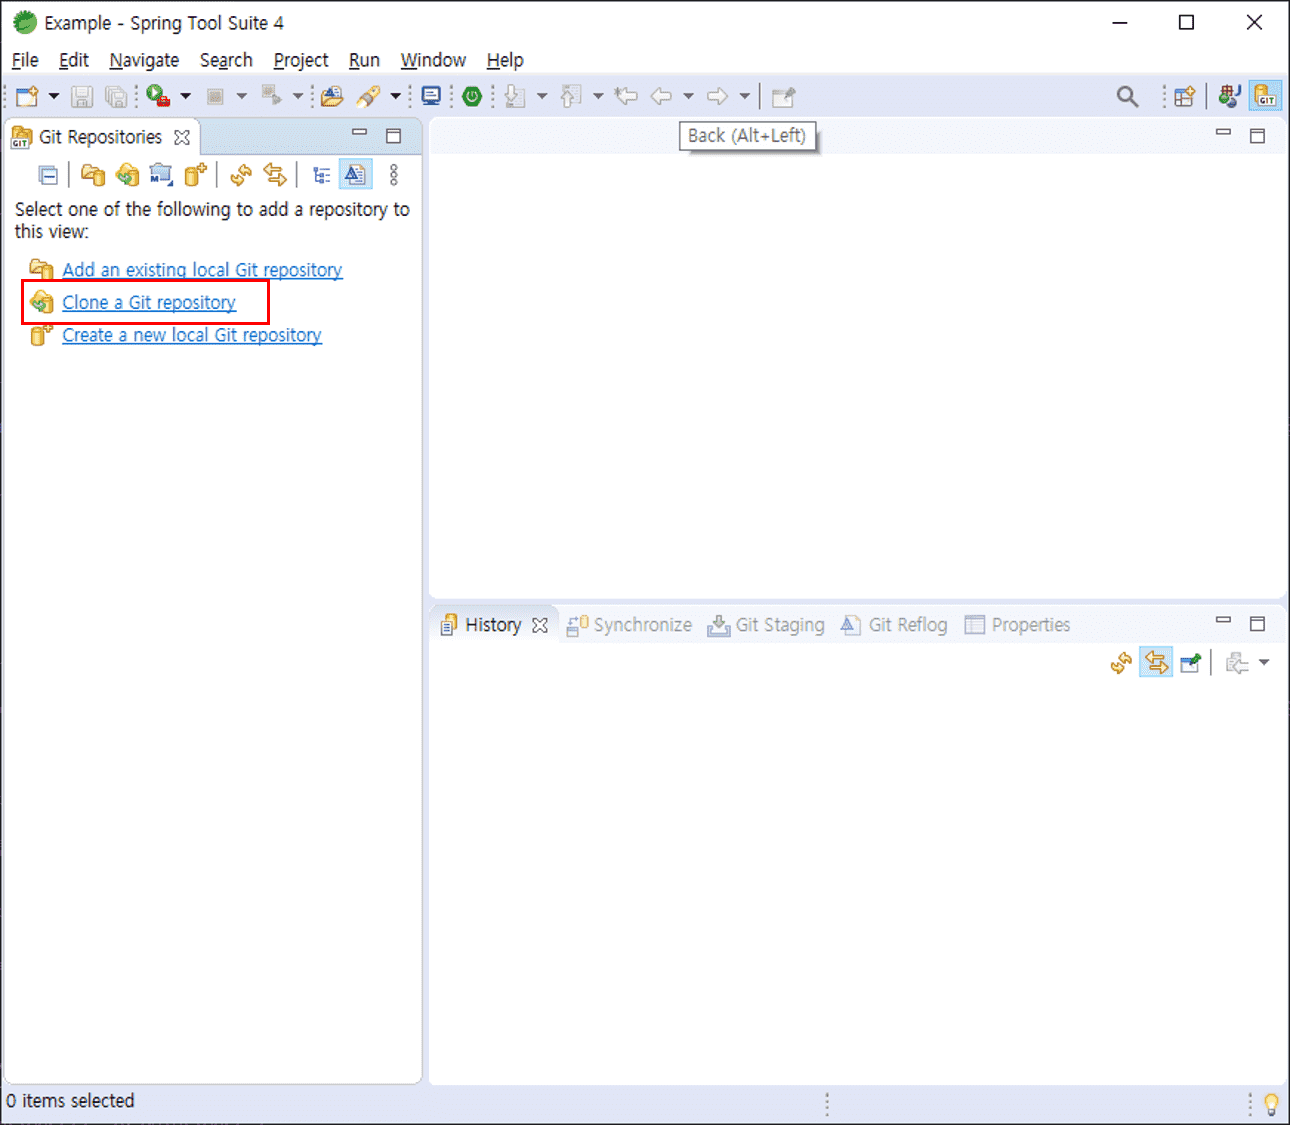 Example - Spring Tool Suite 4
File Edit Navigate Search Project Run Window Help
GIT
Git Repositories
GIT
Back (Alt+Left)
M
Select one of the following to add a repository to
this view:
Add an existing local Git repository
Clone a Git repository
Create a new local Git repository
History Synchronize Git Staging Git Reflog Properties
0 items selected